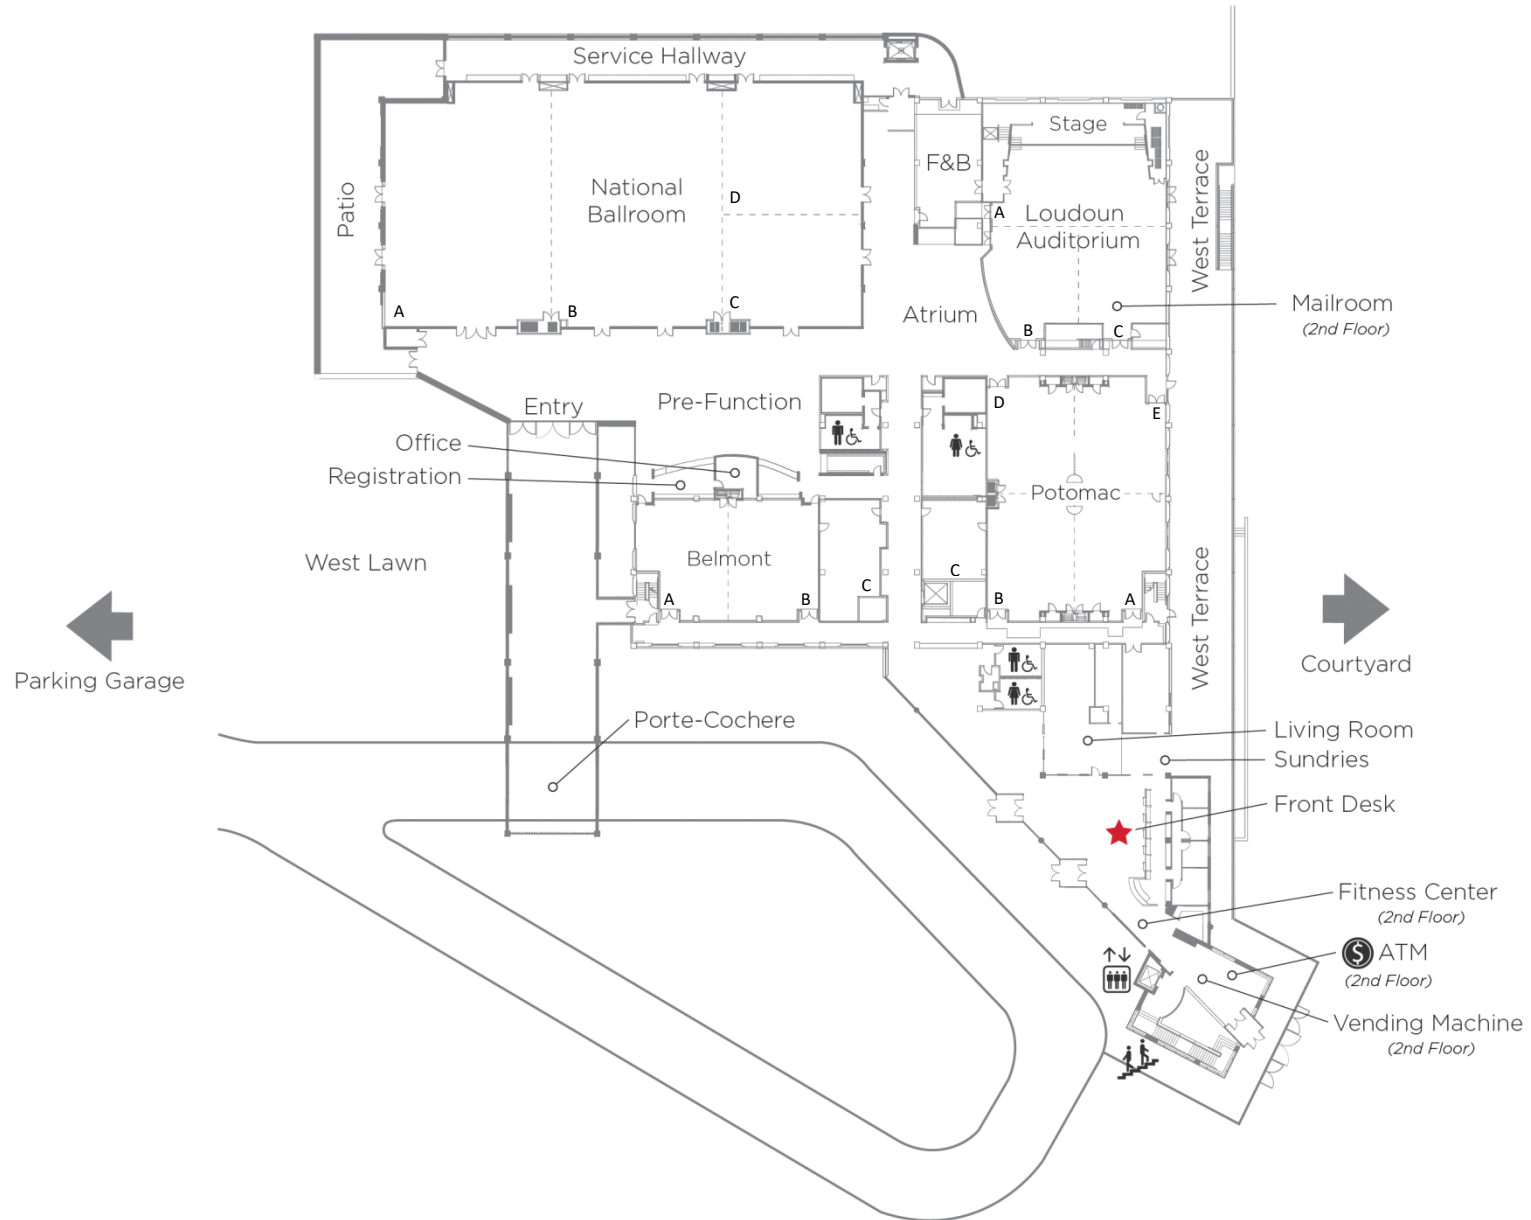 Service Hallway
Stage
F&B
National
Ballroom
D
Patio
A
Loudoun
Auditorium
West Terrace
A
B
C
Atrium
B
C
Mailroom
(2nd Floor)
Entry
Pre-Function
D
E
Office
Registration
Potomac
West Lawn
Belmont
C
C
A
B
B
A
West Terrace
Parking Garage
Courtyard
Porte-Cochere
Living Room
Sundries
Front Desk
Fitness Center
(2nd Floor)
$ ATM
(2nd Floor)
Vending Machine
(2nd Floor)